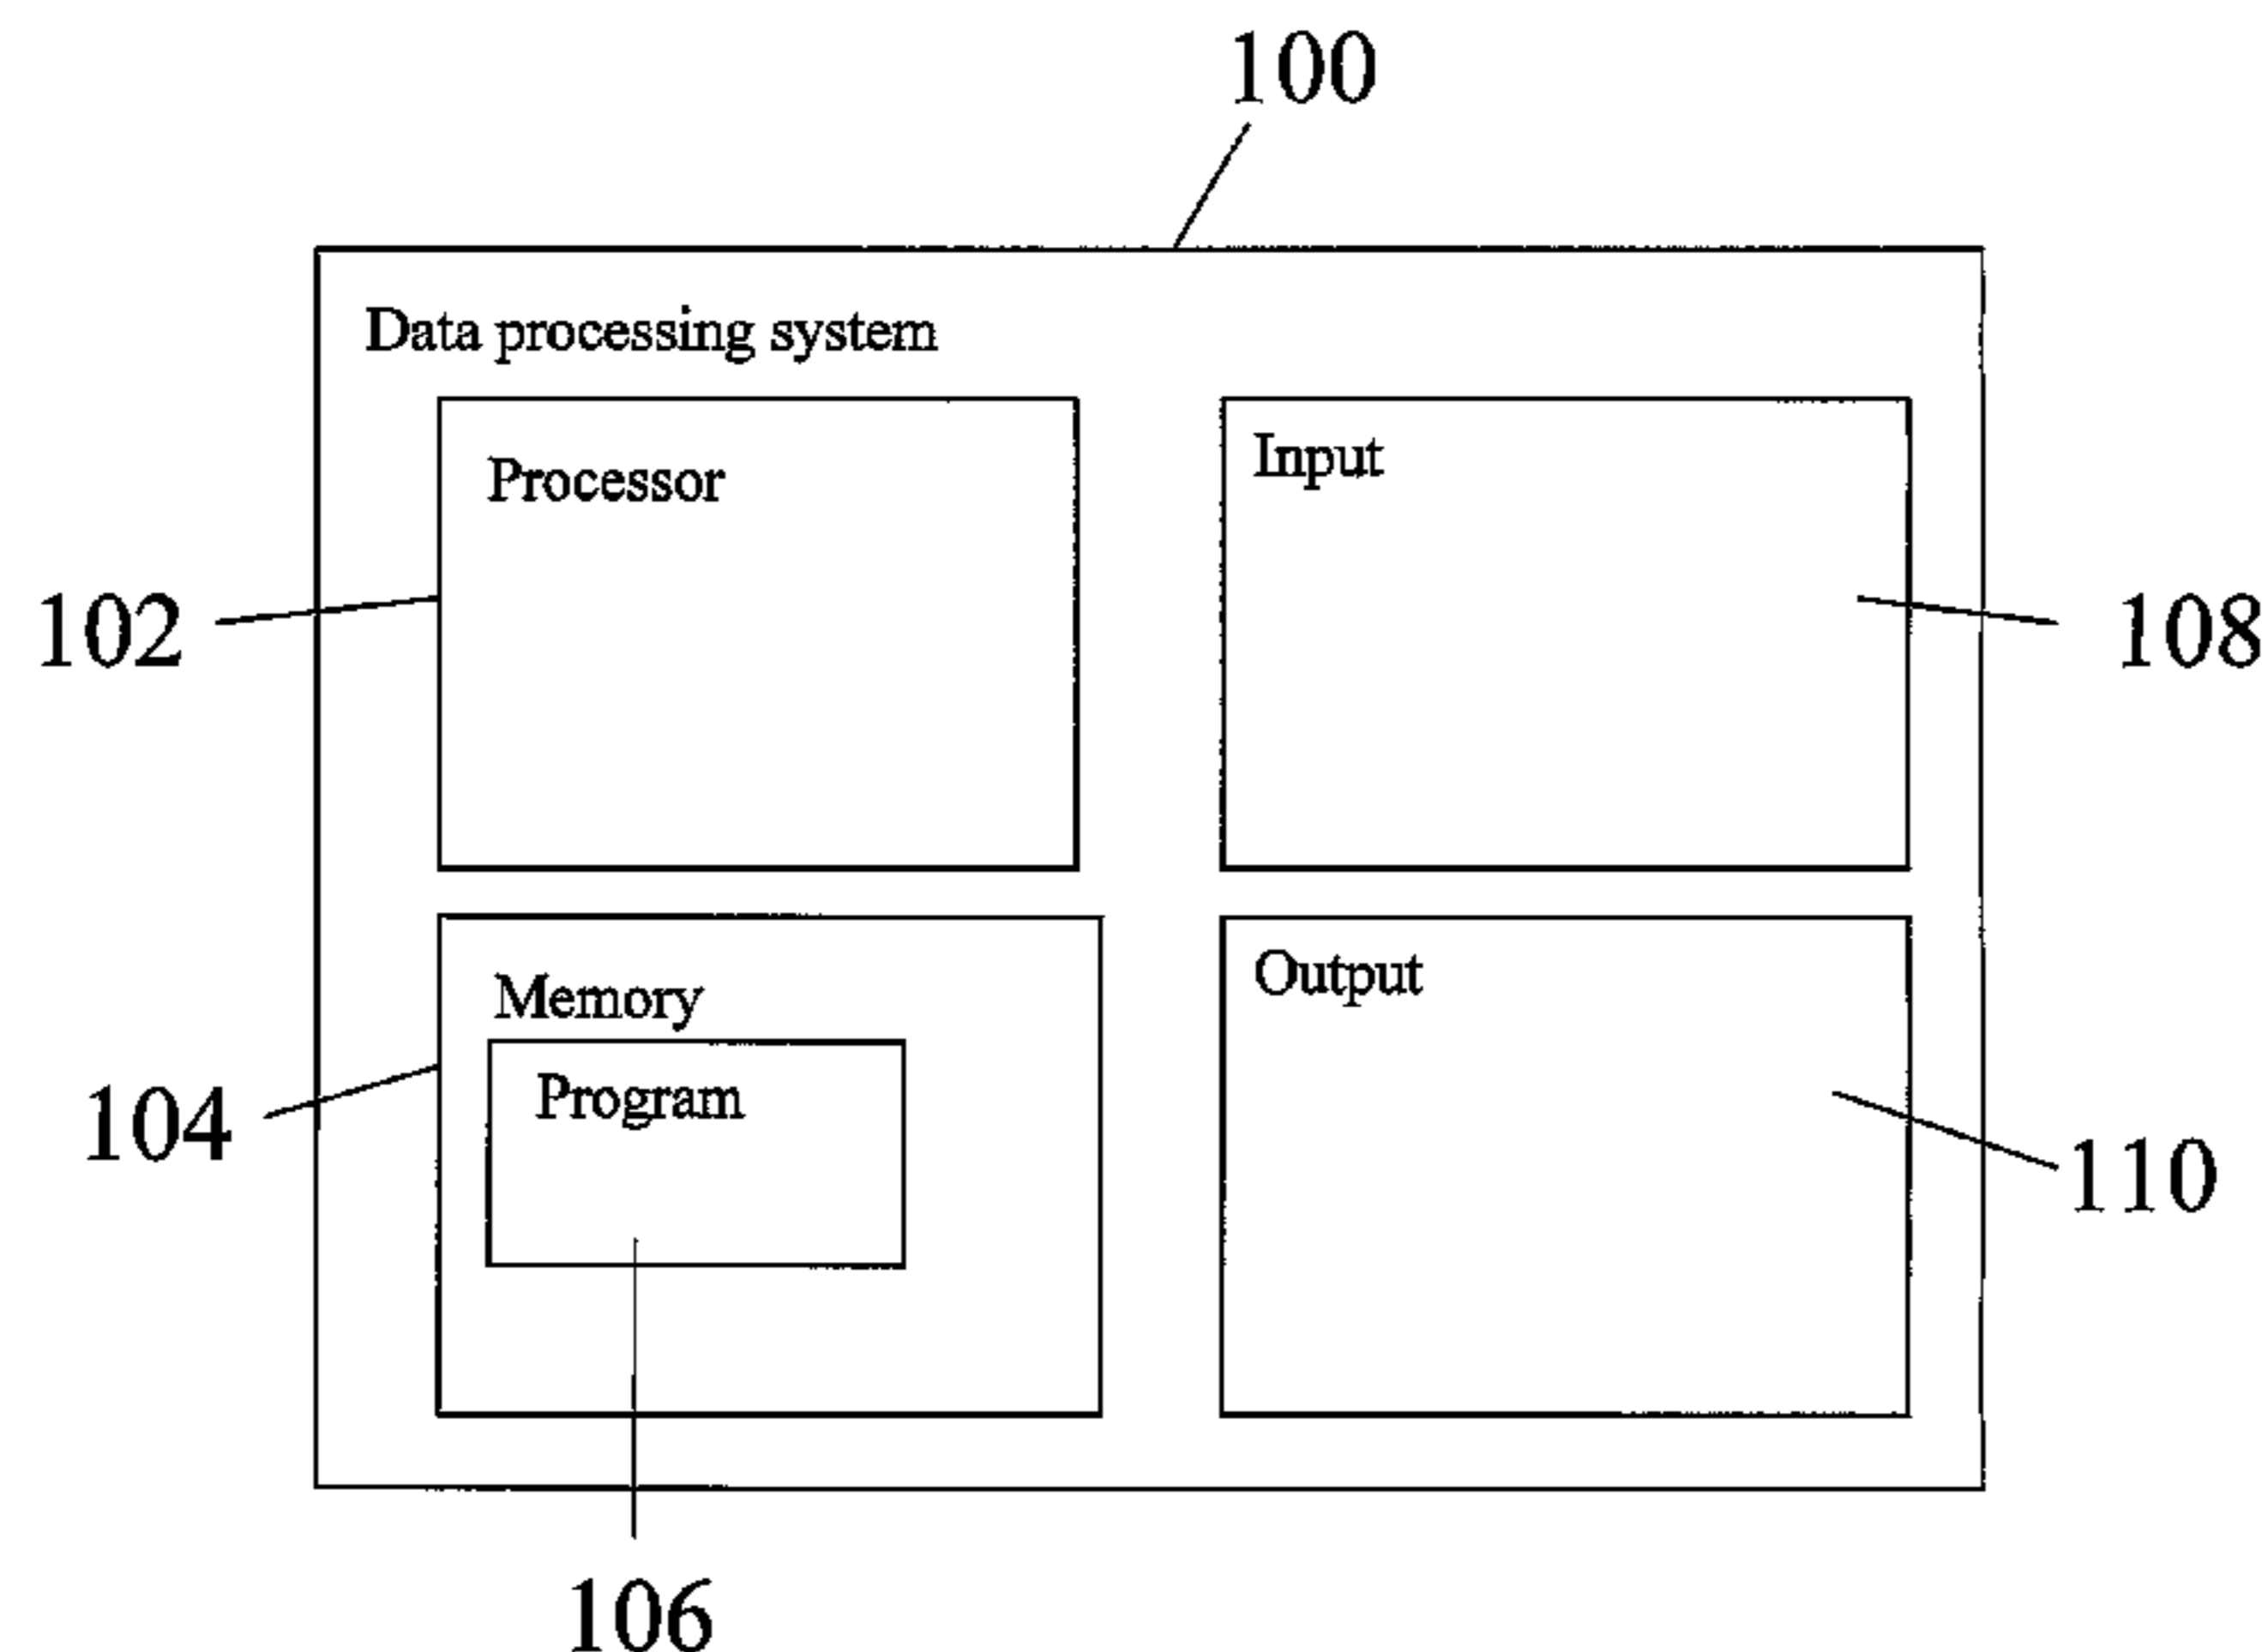 100
Data processing system
Processor
Input
102
108
Memory
Output
Program
104
110
106